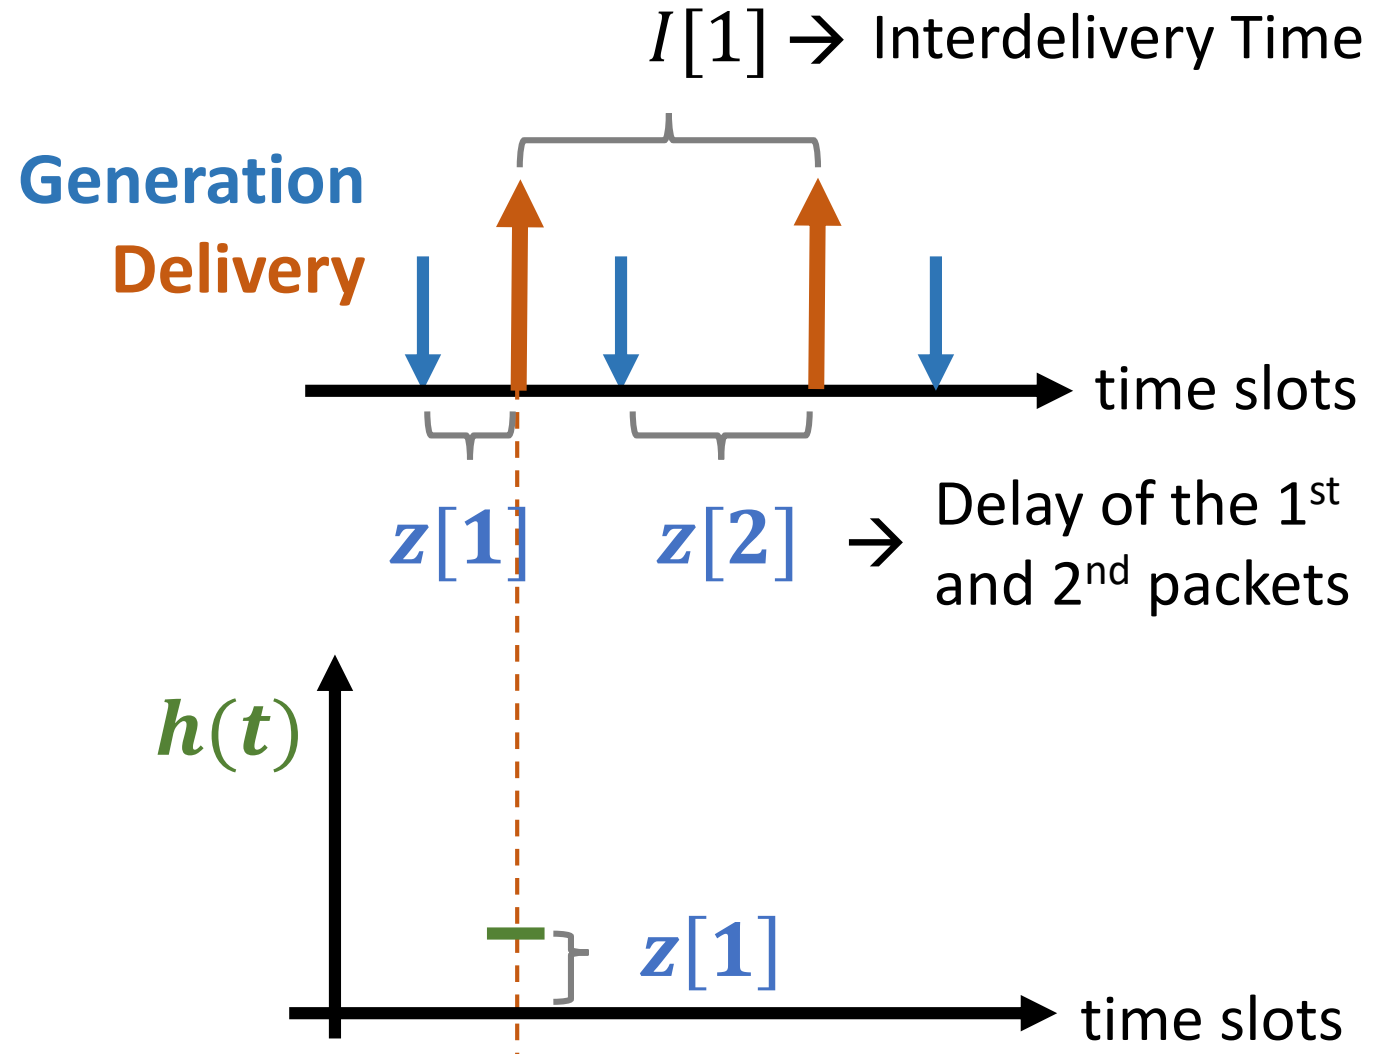 I[1] → Interdelivery Time
Generation
Delivery
time slots
z[1]
z[2] → Delay of the 1st
and 2nd packets
h(t)
z[1]
time slots